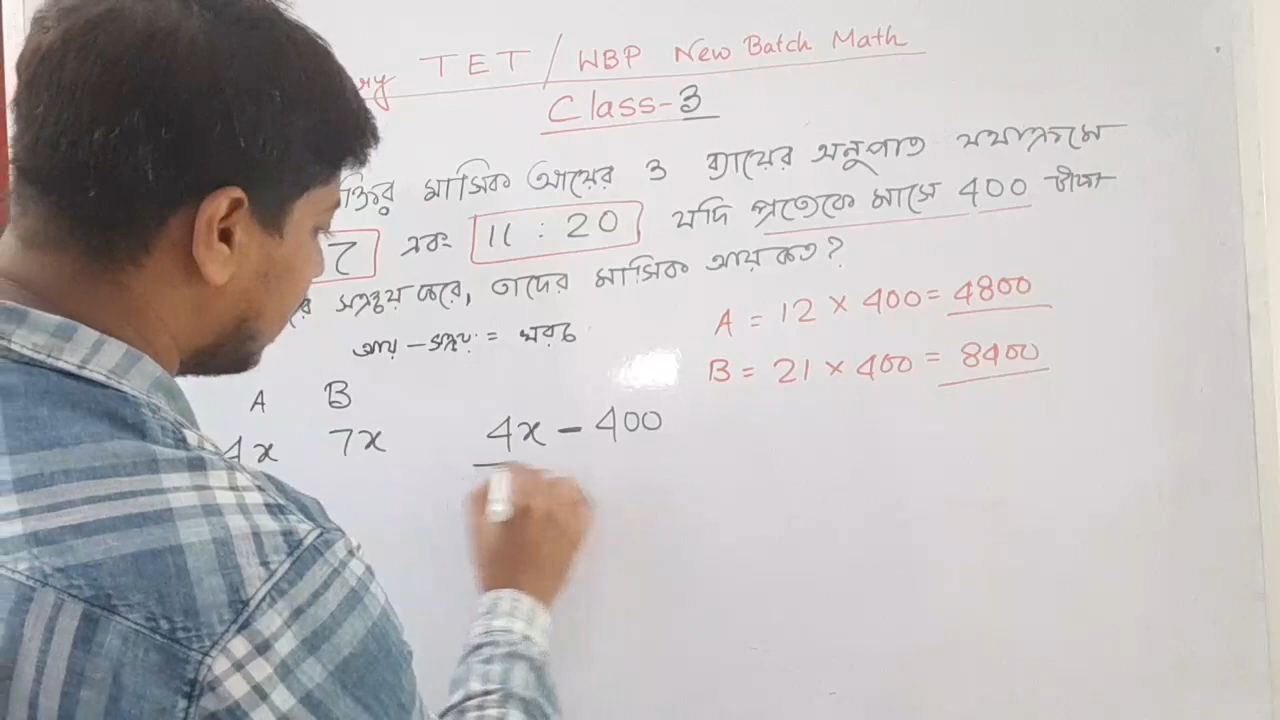 TET / WBP New Batch Math
Class-3
মাসিক আয়ের ও ব্যায়ের অনুপাত যথাক্রমে
7 এবং 11 : 20 যদি প্রত্যেকে মাসে 400 টাকা
সঞ্চয় করে, তাদের মাসিক আয় কত?
আয় - সঞ্চয় = খরচ
A = 12 × 400 = 4800
B = 21 × 400 = 8400
A B
4x 7x 4x - 400